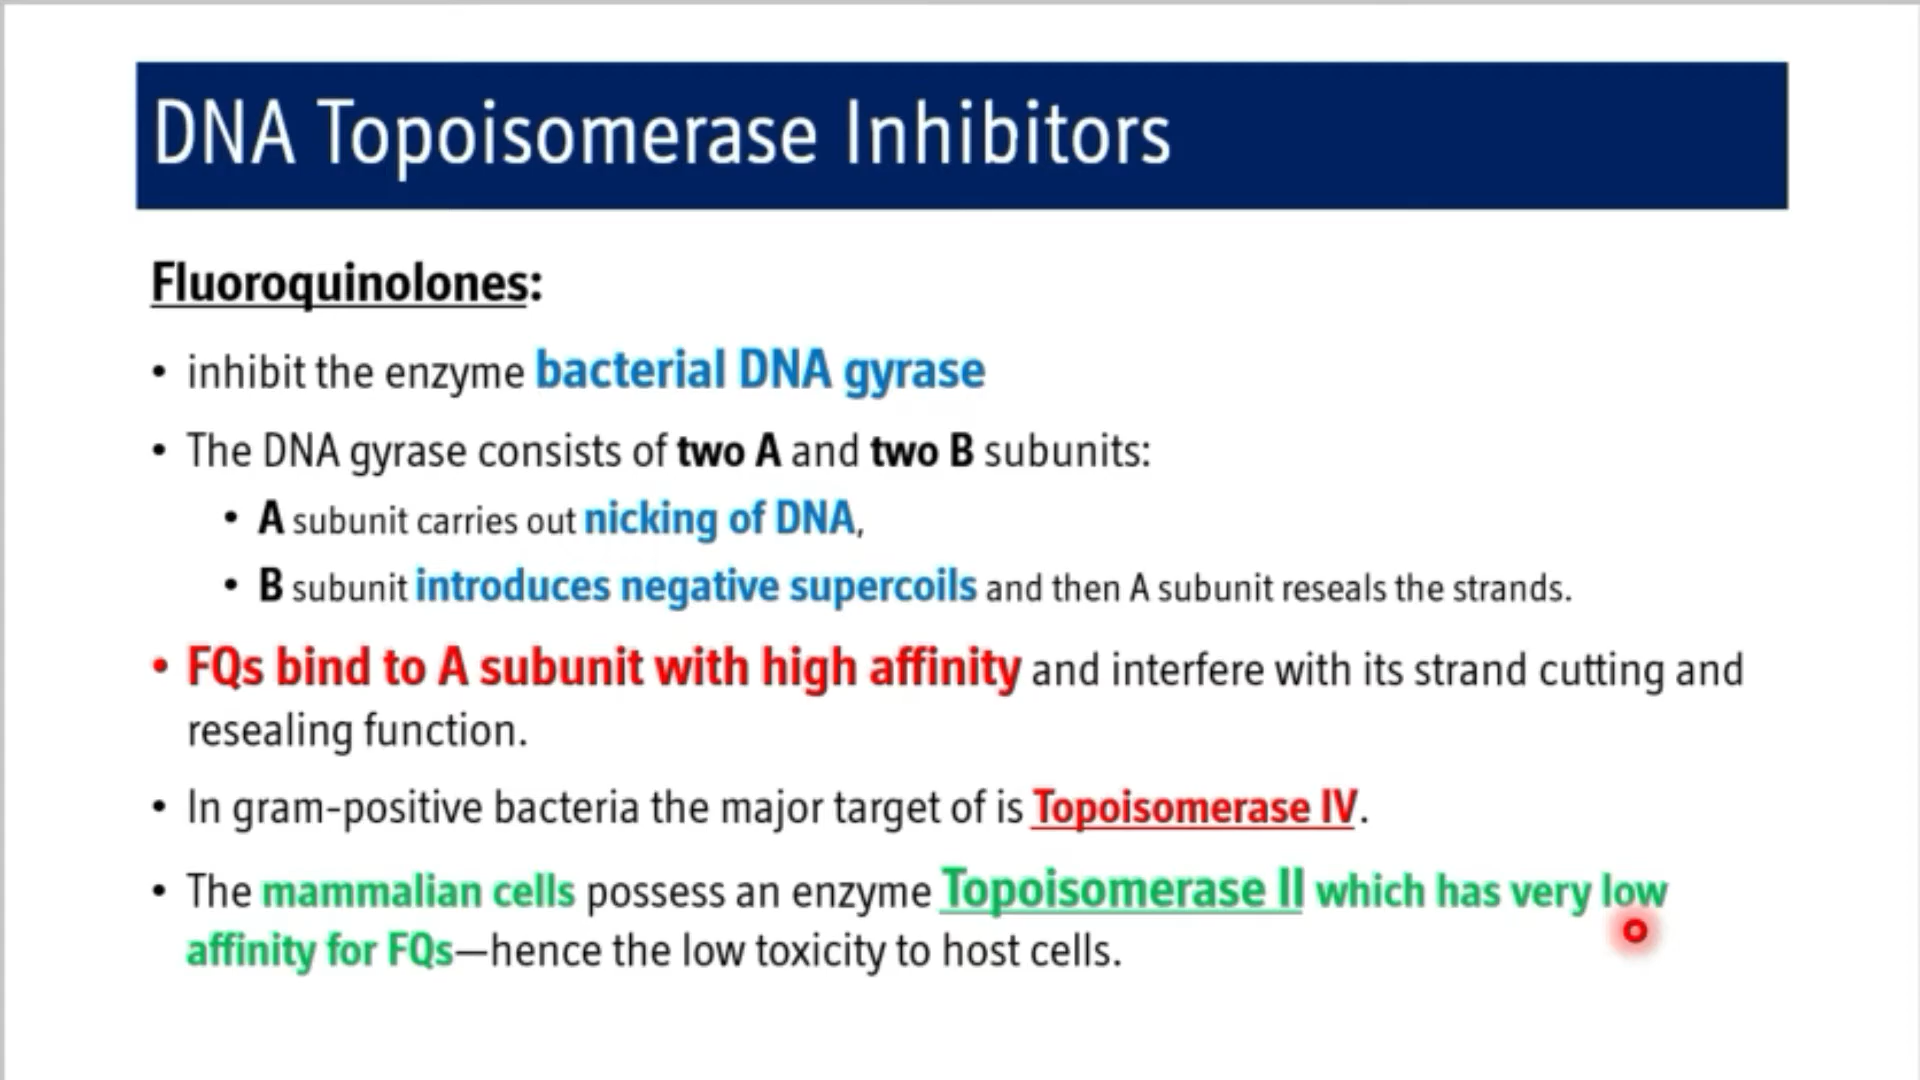 DNA Topoisomerase Inhibitors
Fluoroquinolones:
• inhibit the enzyme bacterial DNA gyrase
• The DNA gyrase consists of two A and two B subunits:
• A subunit carries out nicking of DNA,
• B subunit introduces negative supercoils and then A subunit reseals the strands.
• FQs bind to A subunit with high affinity and interfere with its strand cutting and
resealing function.
• In gram-positive bacteria the major target of is Topoisomerase IV.
• The mammalian cells possess an enzyme Topoisomerase II which has very low
affinity for FQs—hence the low toxicity to host cells.